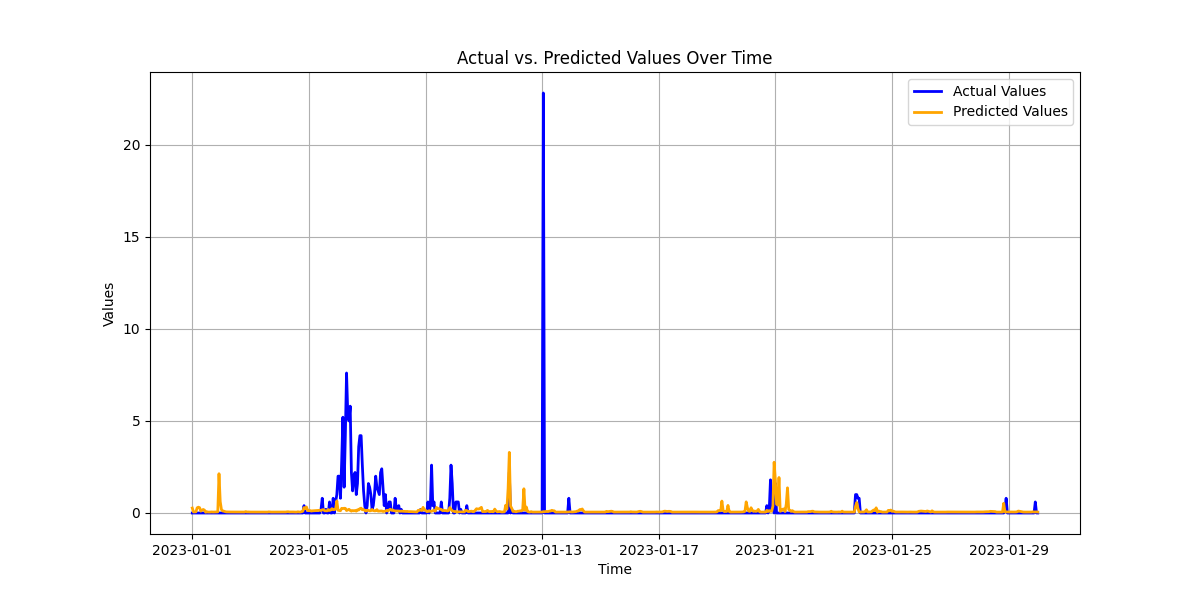 Actual vs. Predicted Values Over Time
Actual Values
Predicted Values
Values
20
15
10
5
0
2023-01-01 2023-01-05 2023-01-09 2023-01-13 2023-01-17 2023-01-21 2023-01-25 2023-01-29
Time